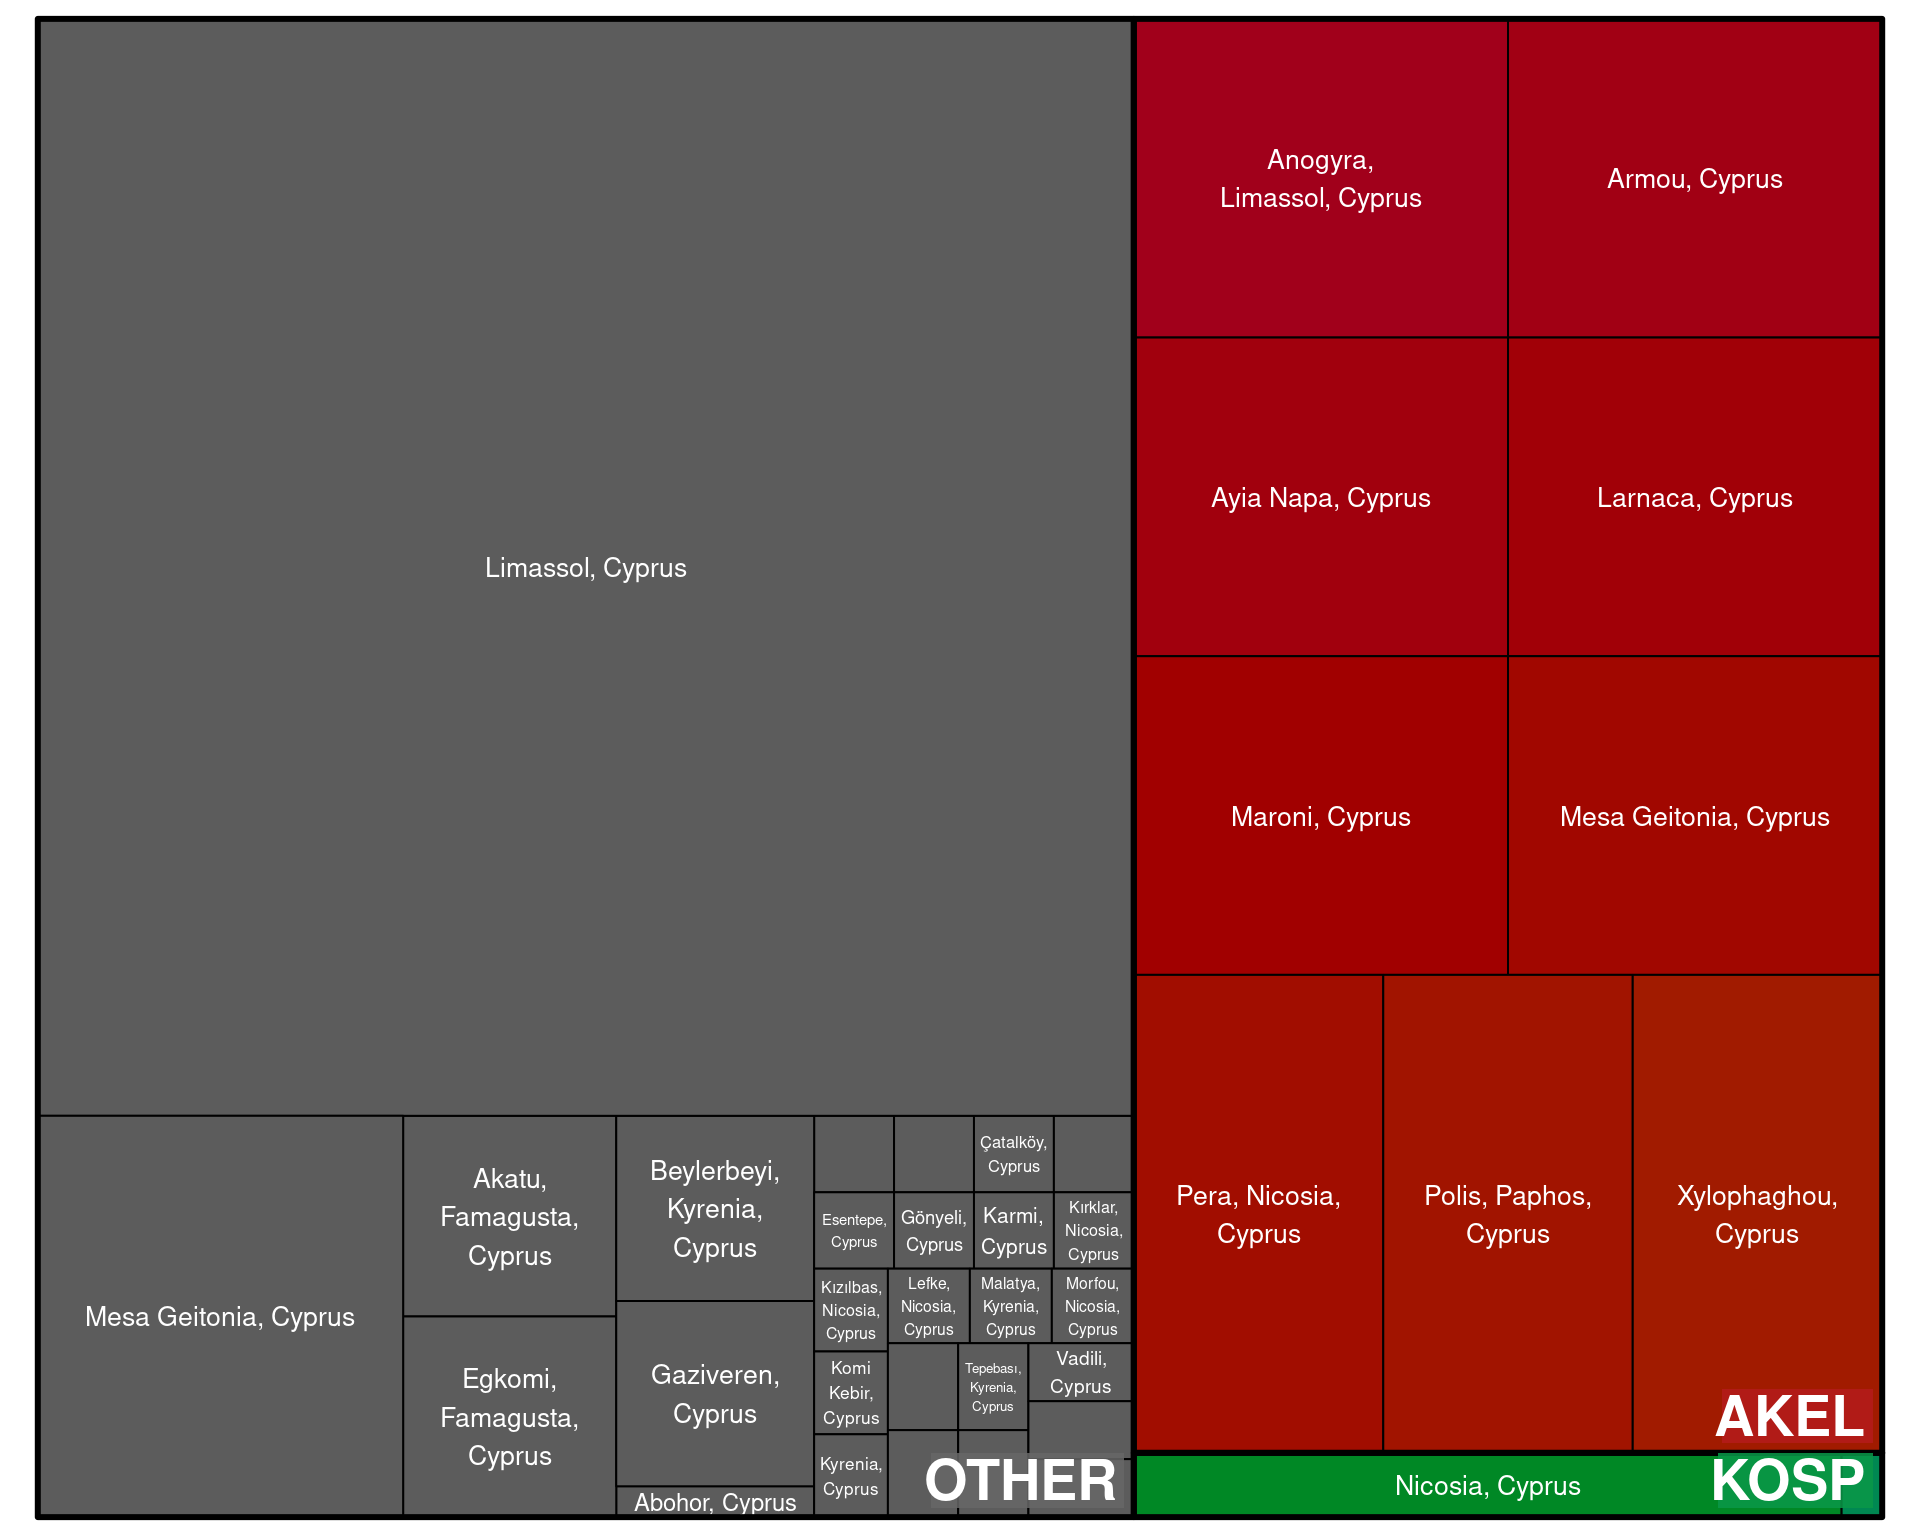 Limassol, Cyprus
Mesa Geitonia, Cyprus
Akatu,
Famagusta,
Cyprus
Egkomi,
Famagusta,
Cyprus
Beylerbeyi,
Kyrenia,
Cyprus
Gaziveren,
Cyprus
Abohor, Cyprus
Çatalköy,
Cyprus
Esentepe,
Cyprus
Gönyeli,
Cyprus
Karmi,
Cyprus
Kırklar,
Nicosia,
Cyprus
Kızılbas,
Nicosia,
Cyprus
Lefke,
Nicosia,
Cyprus
Malatya,
Kyrenia,
Cyprus
Morfou,
Nicosia,
Cyprus
Komi
Kebir,
Cyprus
Tepebası,
Kyrenia,
Cyprus
Vadili,
Cyprus
Kyrenia,
Cyprus
OTHER
Anogyra,
Limassol, Cyprus
Armou, Cyprus
Ayia Napa, Cyprus
Larnaca, Cyprus
Maroni, Cyprus
Mesa Geitonia, Cyprus
Pera, Nicosia,
Cyprus
Polis, Paphos,
Cyprus
Xylophaghou,
Cyprus
AKEL
Nicosia, Cyprus
KOSP